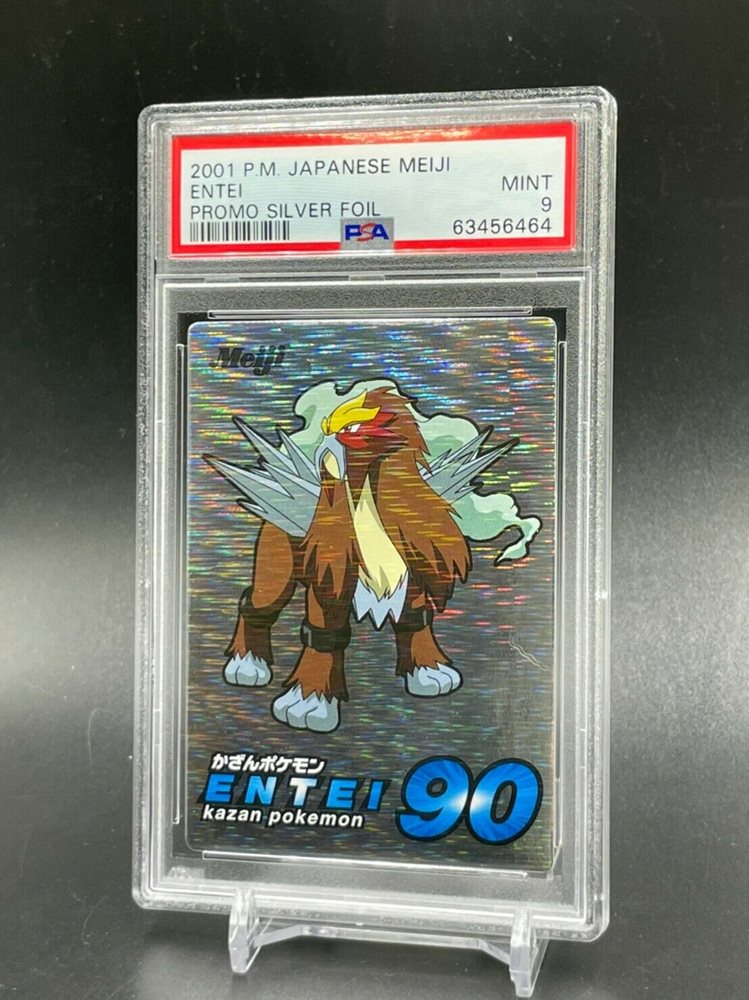 2001 P.M. JAPANESE MEIJI
ENTEI MINT
PROMO SILVER FOIL 9
PSA 63456464
Meiji
かざんポケモン
ENTEI 90
kazan pokemon